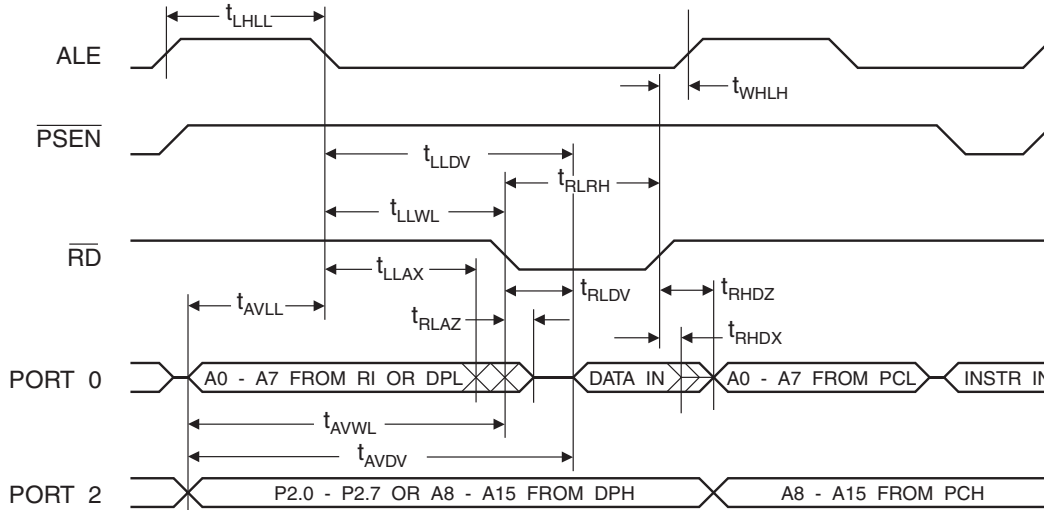 tLHLL
ALE
tWHLH
PSEN
tLLDV
tRLRH
tLLWL
RD
tLLAX
tRLDV
tRHDZ
tAVLL
tRLAZ
tRHDX
PORT 0
A0 - A7 FROM RI OR DPL
DATA IN
A0 - A7 FROM PCL
INSTR IN
tAVWL
tAVDV
PORT 2
P2.0 - P2.7 OR A8 - A15 FROM DPH
A8 - A15 FROM PCH